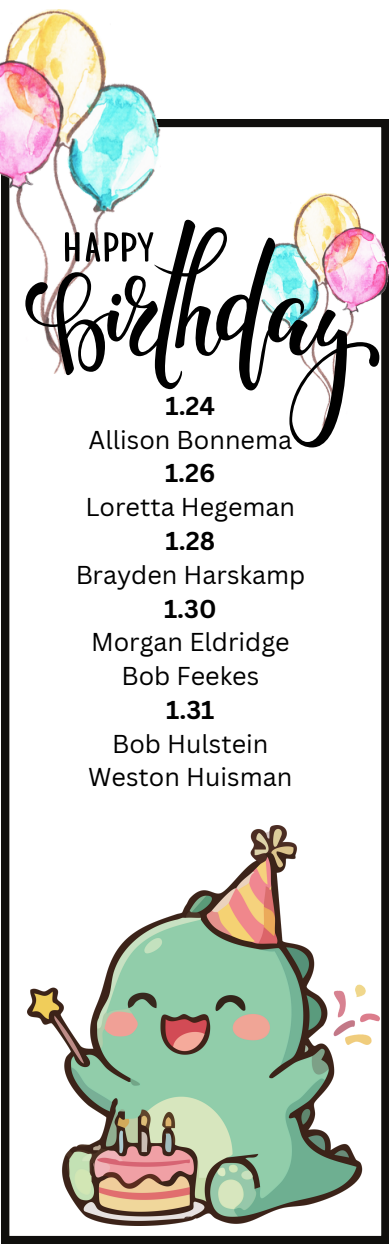 HAPPY
birthday
1.24
Allison Bonnema
1.26
Loretta Hegeman
1.28
Brayden Harskamp
1.30
Morgan Eldridge
Bob Feekes
1.31
Bob Hulstein
Weston Huisman